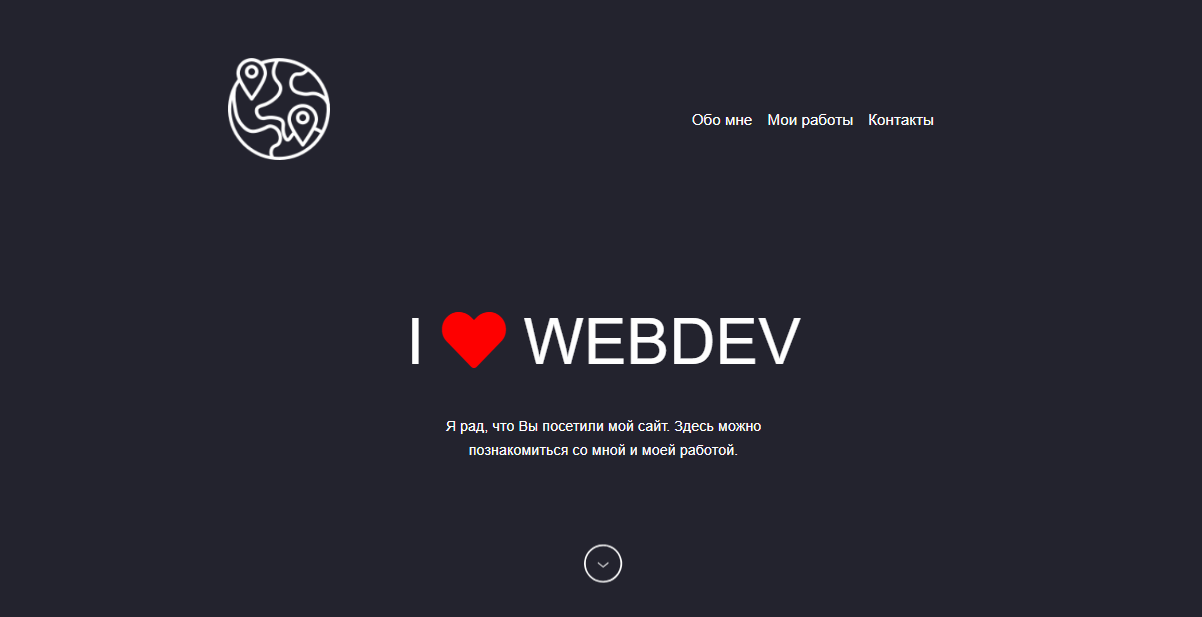 Обо мне Мои работы Контакты
I ❤ WEBDEV
Я рад, что Вы посетили мой сайт. Здесь можно
познакомиться со мной и моей работой.